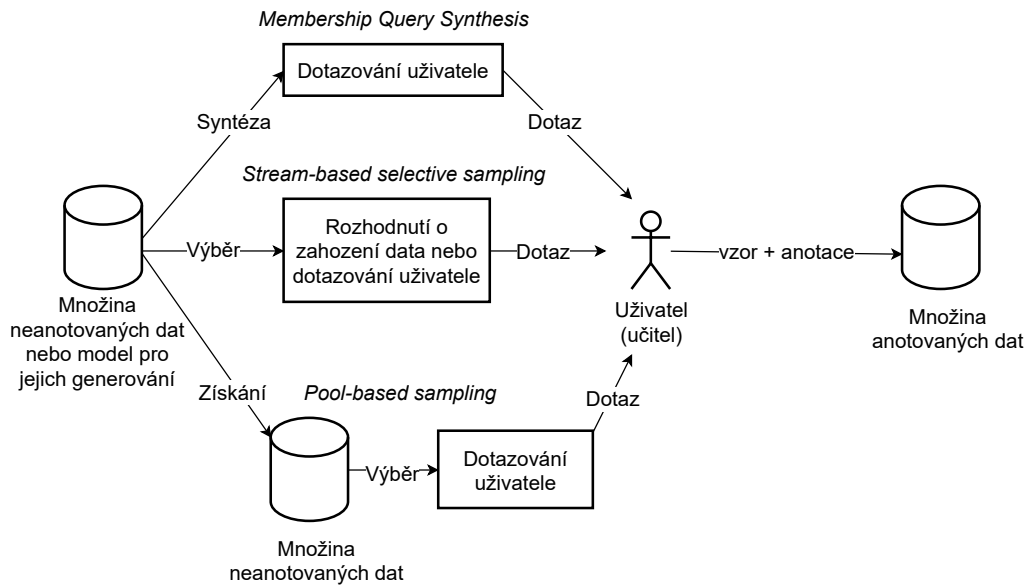 Membership Query Synthesis
Dotazování uživatele
Syntéza
Dotaz
Stream-based selective sampling
Rozhodnutí o
zahození data nebo
dotazování uživatele
Výběr
Dotaz
vzor + anotace
Množina
neanotovaných dat
nebo model pro
jejich generování
Uživatel
(učitel)
Množina
anotovaných dat
Získání
Pool-based sampling
Dotaz
Výběr
Dotazování
uživatele
Množina
neanotovaných dat